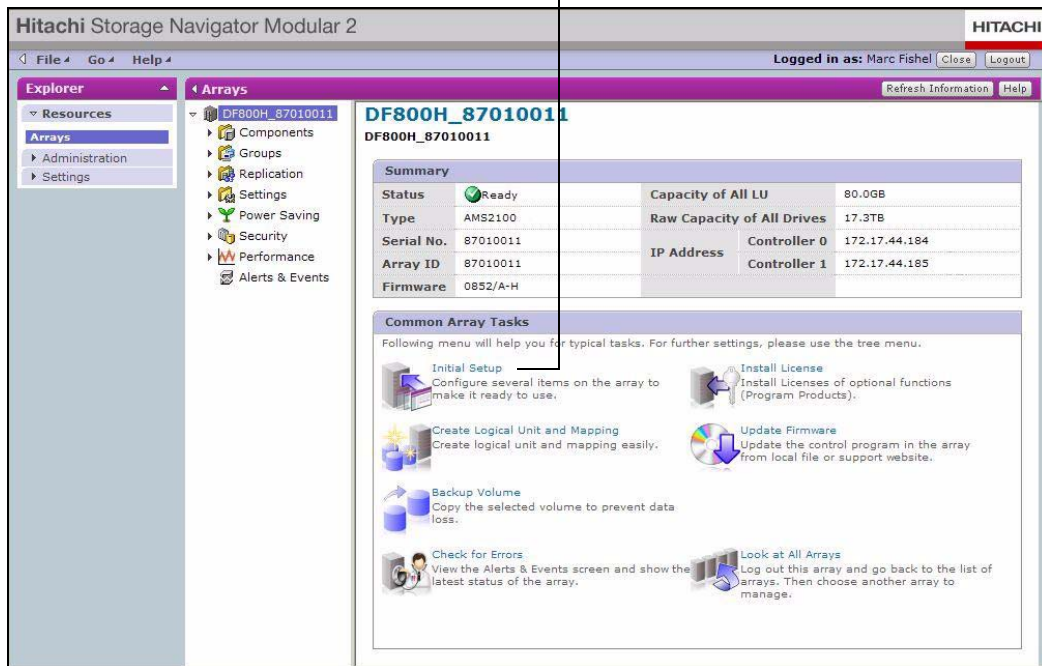 Hitachi Storage Navigator Modular 2
HITACHI
File Go Help
Logged in as: Marc Fishel Close Logout
Explorer
Resources
Arrays
Administration
Settings
Arrays
Refresh Information Help
DF800H_87010011
Components
Groups
Replication
Settings
Power Saving
Security
Performance
Alerts & Events
DF800H_87010011
DF800H_87010011
Summary
Status Ready Capacity of All LU 80.0GB
Type AMS2100 Raw Capacity of All Drives 17.3TB
Serial No. 87010011 IP Address Controller 0 172.17.44.184
Array ID 87010011 Controller 1 172.17.44.185
Firmware 0852/A-H
Common Array Tasks
Following menu will help you for typical tasks. For further settings, please use the tree menu.
Initial Setup
Configure several items on the array to
make it ready to use.
Install License
Install Licenses of optional functions
(Program Products).
Create Logical Unit and Mapping
Create logical unit and mapping easily.
Update Firmware
Update the control program in the array
from local file or support website.
Backup Volume
Copy the selected volume to prevent data
loss.
Check for Errors
View the Alerts & Events screen and show the
latest status of the array.
Look at All Arrays
Log out this array and go back to the list of
arrays. Then choose another array to
manage.